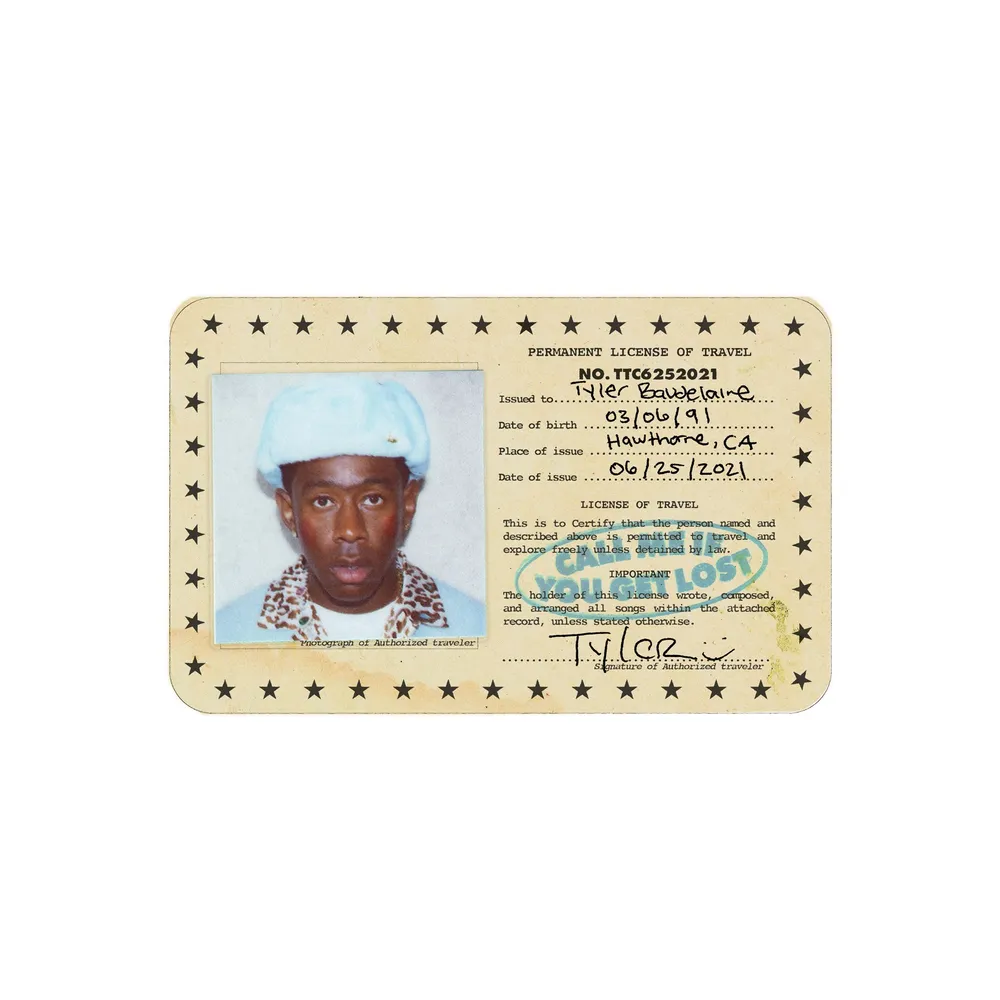 PERMANENT LICENSE OF TRAVEL
NO. TTC6252021
Issued to Tyler Baudelaire
Date of birth 03/06/91
Place of issue Hawthorne, CA
Date of issue 06/25/2021
LICENSE OF TRAVEL
This is to Certify that the person named and
described above is permitted to travel and
explore freely unless detained by law.
CALL ME IF
YOU GET LOST
IMPORTANT
The holder of this license wrote, composed,
and arranged all songs within the attached
record, unless stated otherwise.
TYLER
Signature of Authorized traveler
Photograph of Authorized traveler